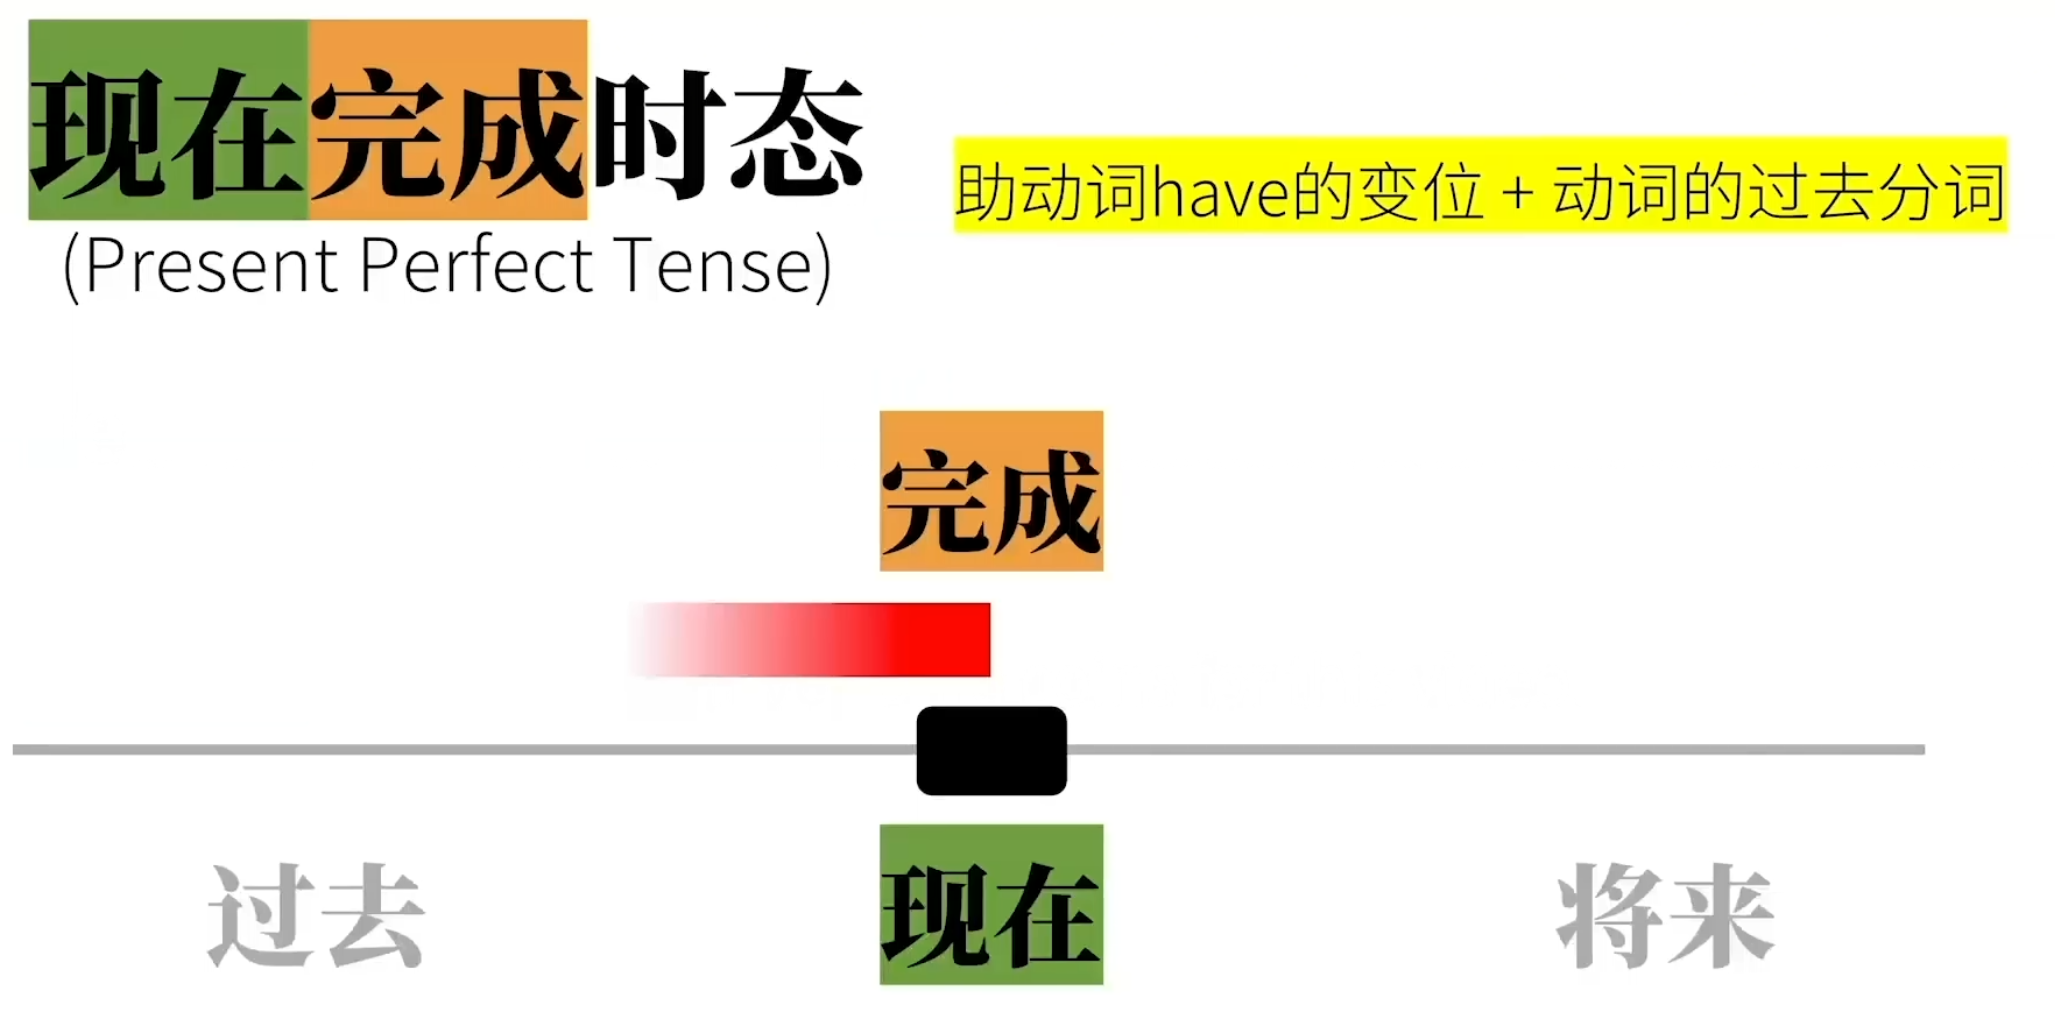 现在完成时态
(Present Perfect Tense)
助动词have的变位 + 动词的过去分词
完成
过去
现在
将来